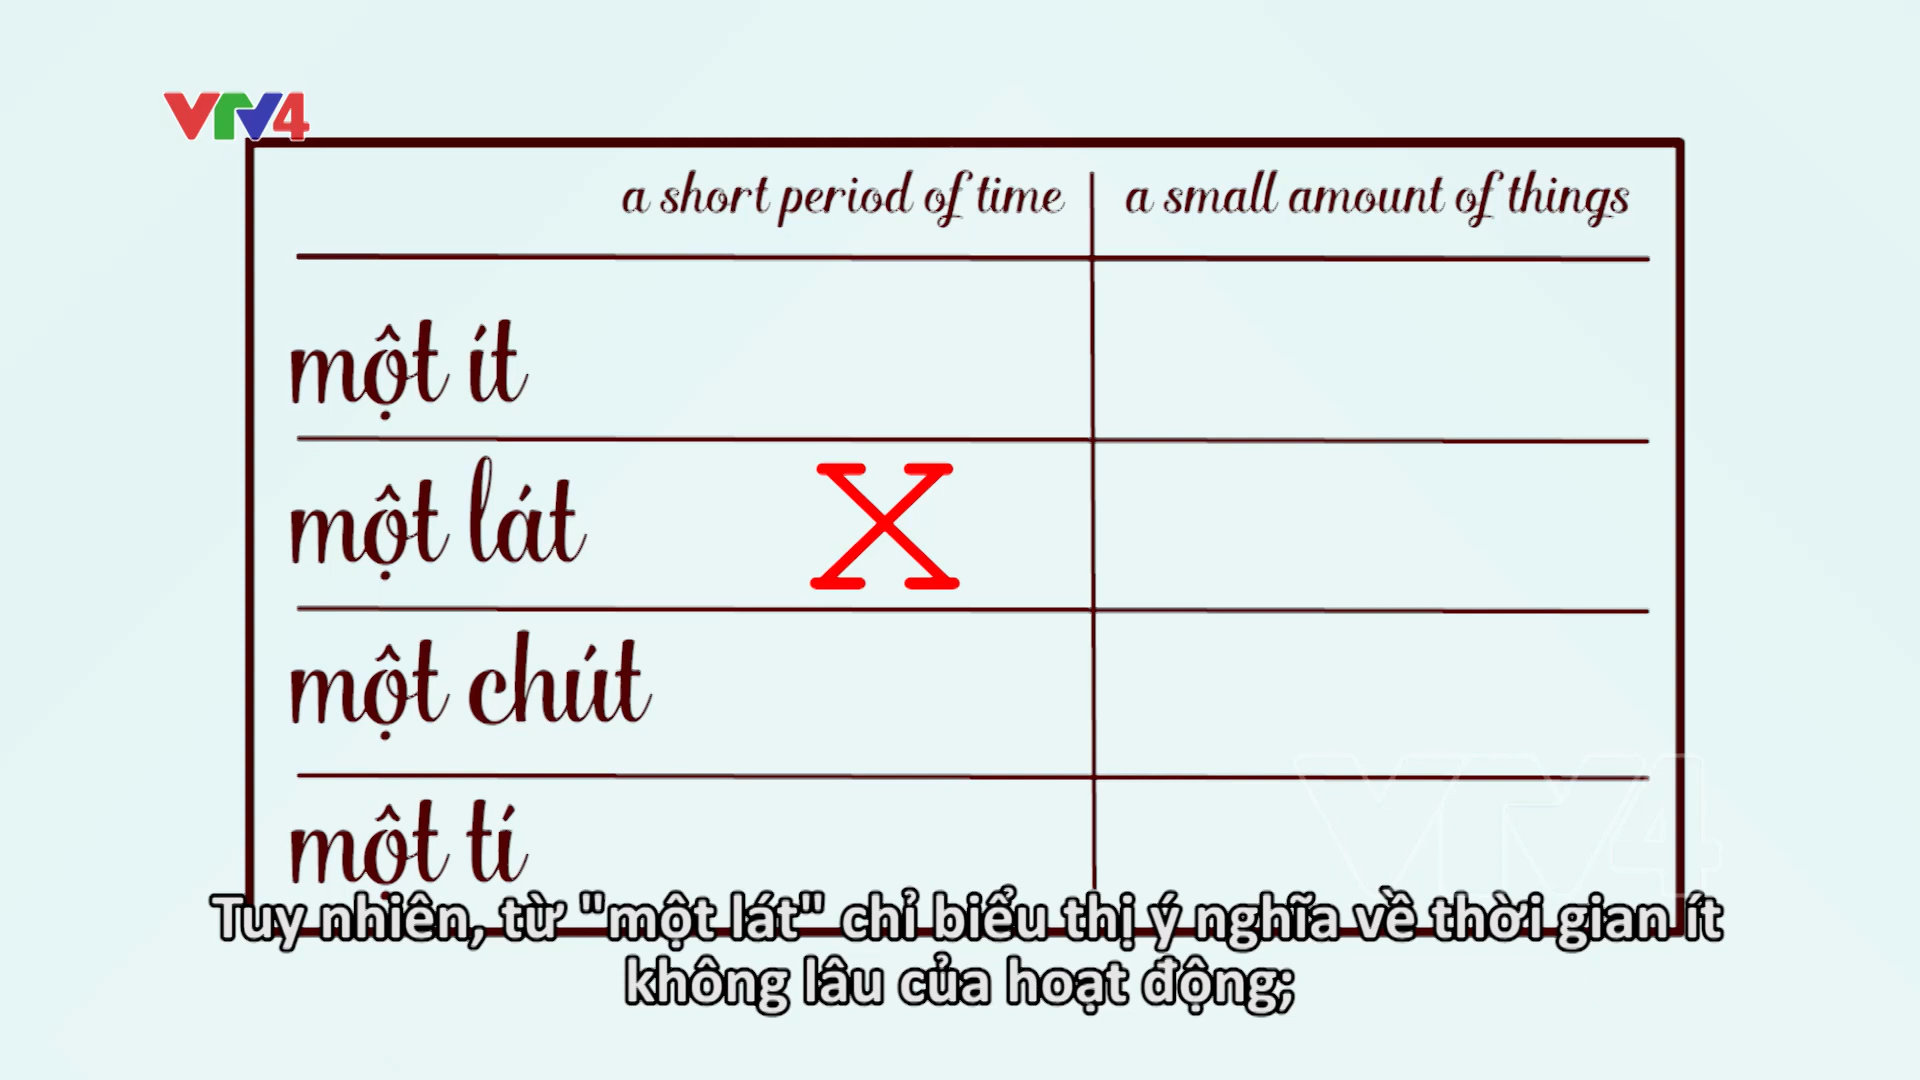 VTV4
a short period of time a small amount of things
một ít
một lát X
một chút
một tí
VTV4
Tuy nhiên, từ "một lát" chỉ biểu thị ý nghĩa về thời gian ít
không lâu của hoạt động;